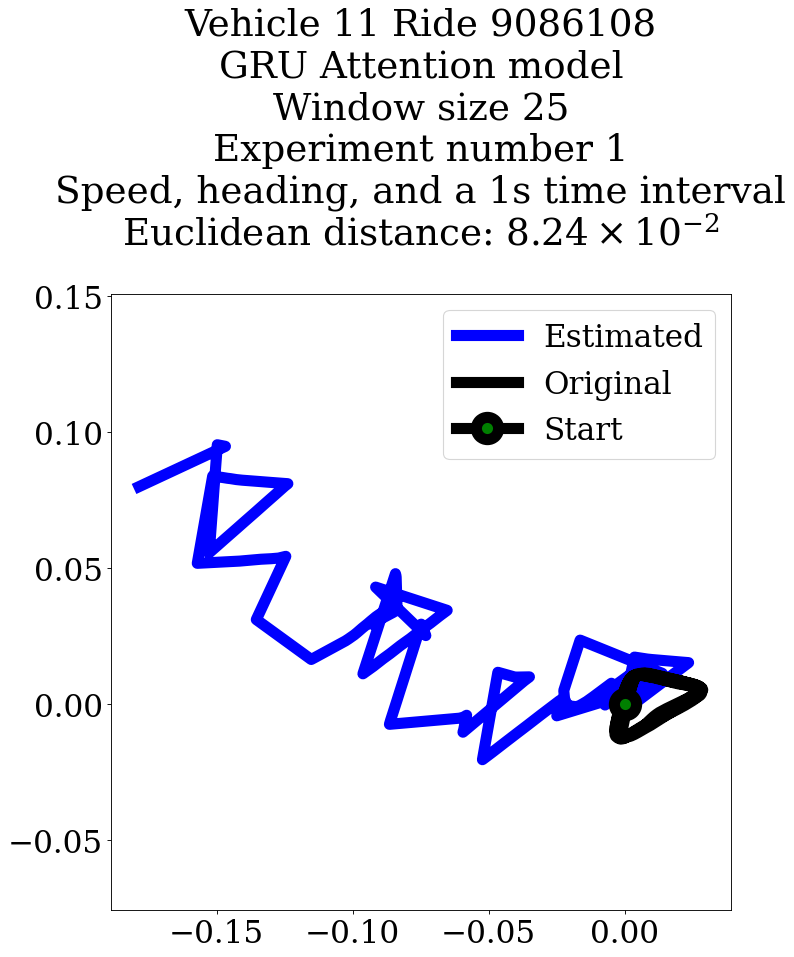 Vehicle 11 Ride 9086108
GRU Attention model
Window size 25
Experiment number 1
Speed, heading, and a 1s time interval
Euclidean distance: 8.24 × 10⁻²
0.15
Estimated
Original
Start
0.10
0.05
0.00
−0.05
−0.15 −0.10 −0.05 0.00